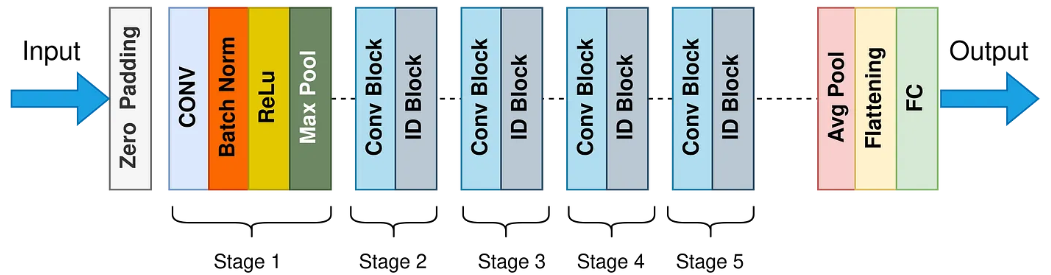 Input
Zero Padding
CONV
Batch Norm
ReLu
Max Pool
Conv Block
ID Block
Conv Block
ID Block
Conv Block
ID Block
Conv Block
ID Block
Avg Pool
Flattening
FC
Output
Stage 1
Stage 2
Stage 3
Stage 4
Stage 5